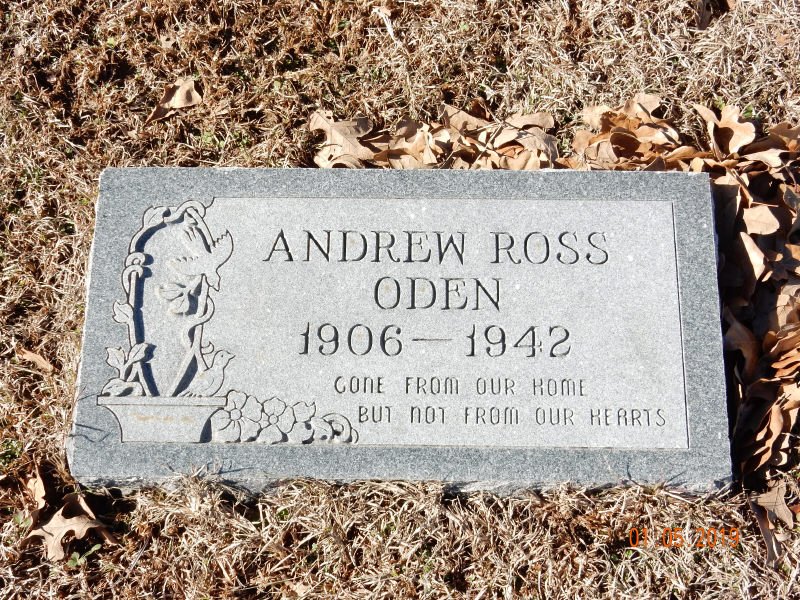 ANDREW ROSS
ODEN
1906 — 1942
GONE FROM OUR HOME
BUT NOT FROM OUR HEARTS
01.05.2019